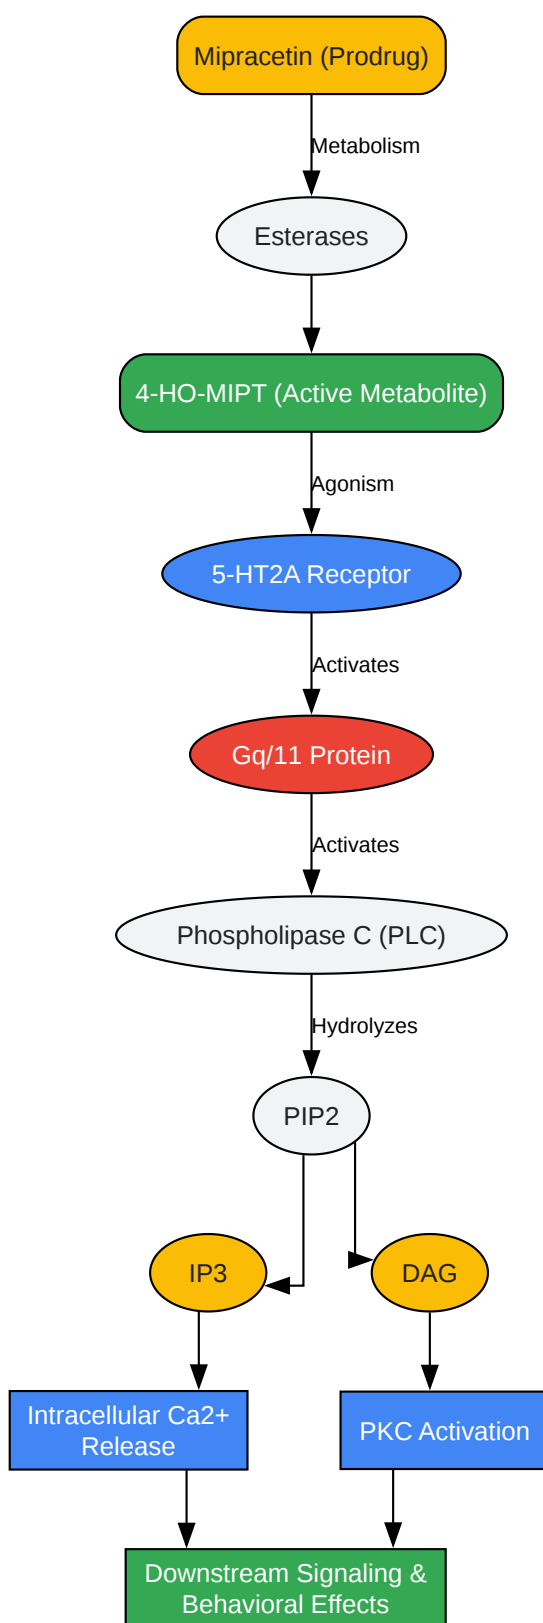 Mipracetin (Prodrug)
Metabolism
Esterases
4-HO-MIPT (Active Metabolite)
Agonism
5-HT2A Receptor
Activates
Gq/11 Protein
Activates
Phospholipase C (PLC)
Hydrolyzes
PIP2
IP3
DAG
Intracellular Ca2+
Release
PKC Activation
Downstream Signaling &
Behavioral Effects